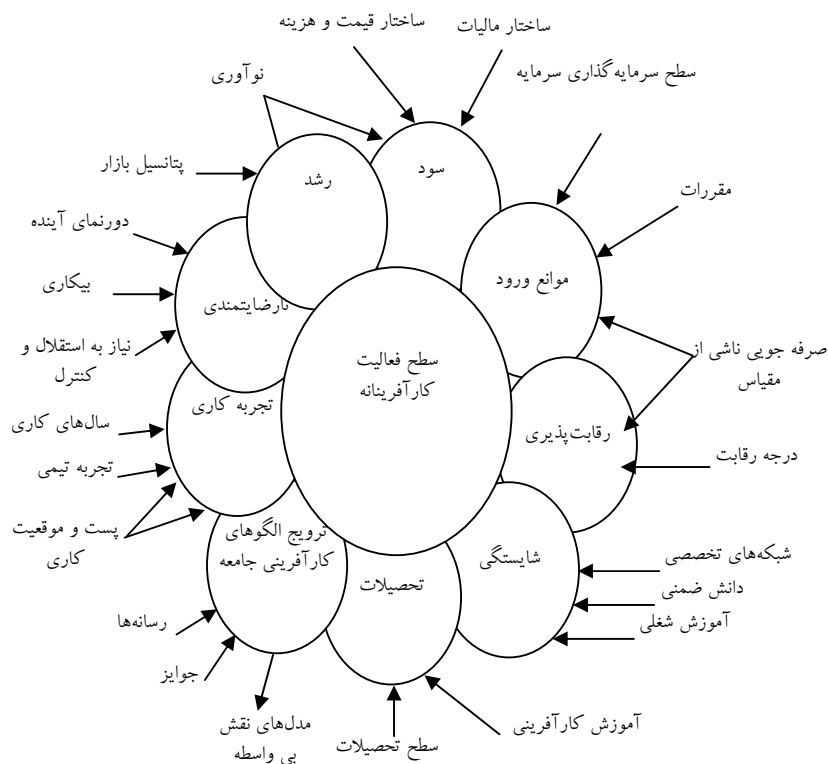 ساختار مالیات
ساختار قیمت و هزینه
سطح سرمایه‌گذاری سرمایه
نوآوری
سود
رشد
پتانسیل بازار
مقررات
دورنمای آینده
موانع ورود
بیکاری
نارضایتمندی
صرفه جویی ناشی از
مقیاس
نیاز به استقلال و
کنترل
سطح فعالیت
کارآفرینانه
تجربه کاری
سال‌های کاری
رقابت‌پذیری
درجه رقابت
تجربه تیمی
پست و موقعیت
کاری
ترویج الگوهای
کارآفرینی جامعه
شایستگی
شبکه‌های تخصصی
تحصیلات
دانش ضمنی
آموزش شغلی
رسانه‌ها
جوایز
مدل‌های نقش
بی واسطه
آموزش کارآفرینی
سطح تحصیلات